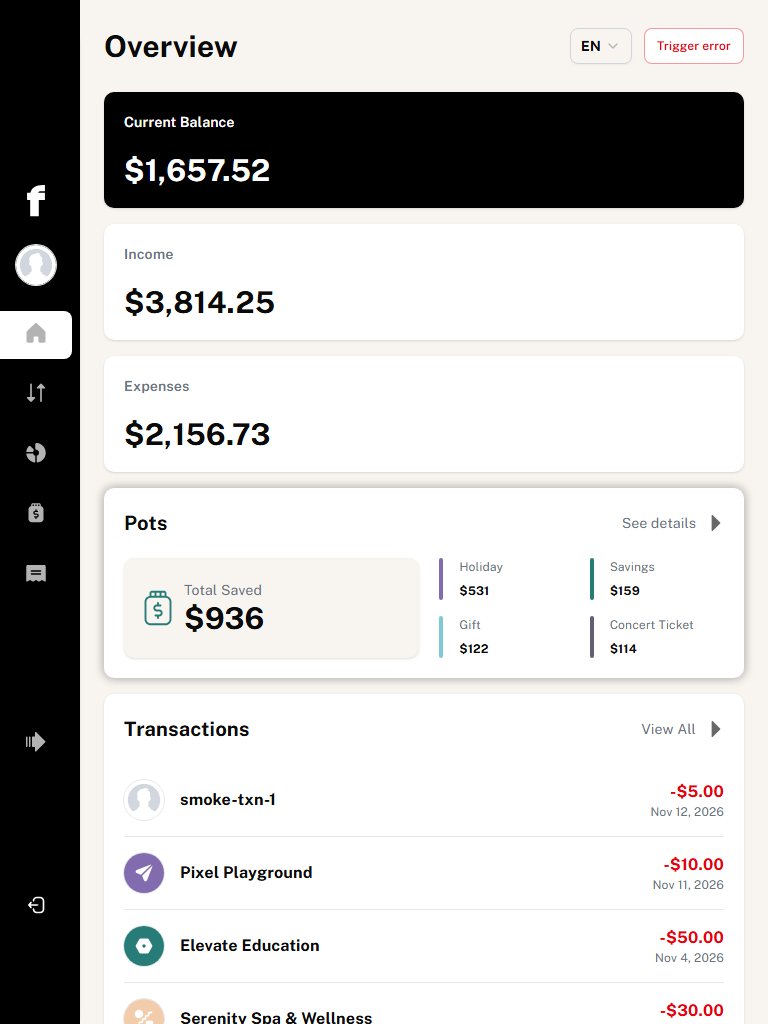 Overview
EN
Trigger error
Current Balance
$1,657.52
f
Income
$3,814.25
Expenses
$2,156.73
Pots
See details
Total Saved
$936
Holiday
$531
Savings
$159
Gift
$122
Concert Ticket
$114
Transactions
View All
smoke-txn-1
-$5.00
Nov 12, 2026
Pixel Playground
-$10.00
Nov 11, 2026
Elevate Education
-$50.00
Nov 4, 2026
Serenity Spa & Wellness
-$30.00